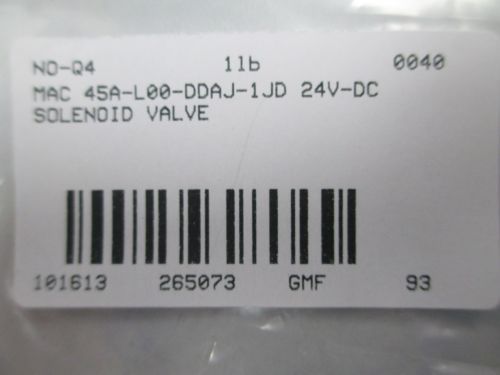 NO-Q4 1lb 0040
MAC 45A-L00-DDAJ-1JD 24V-DC
SOLENOID VALVE
101613 265073 GMF 93